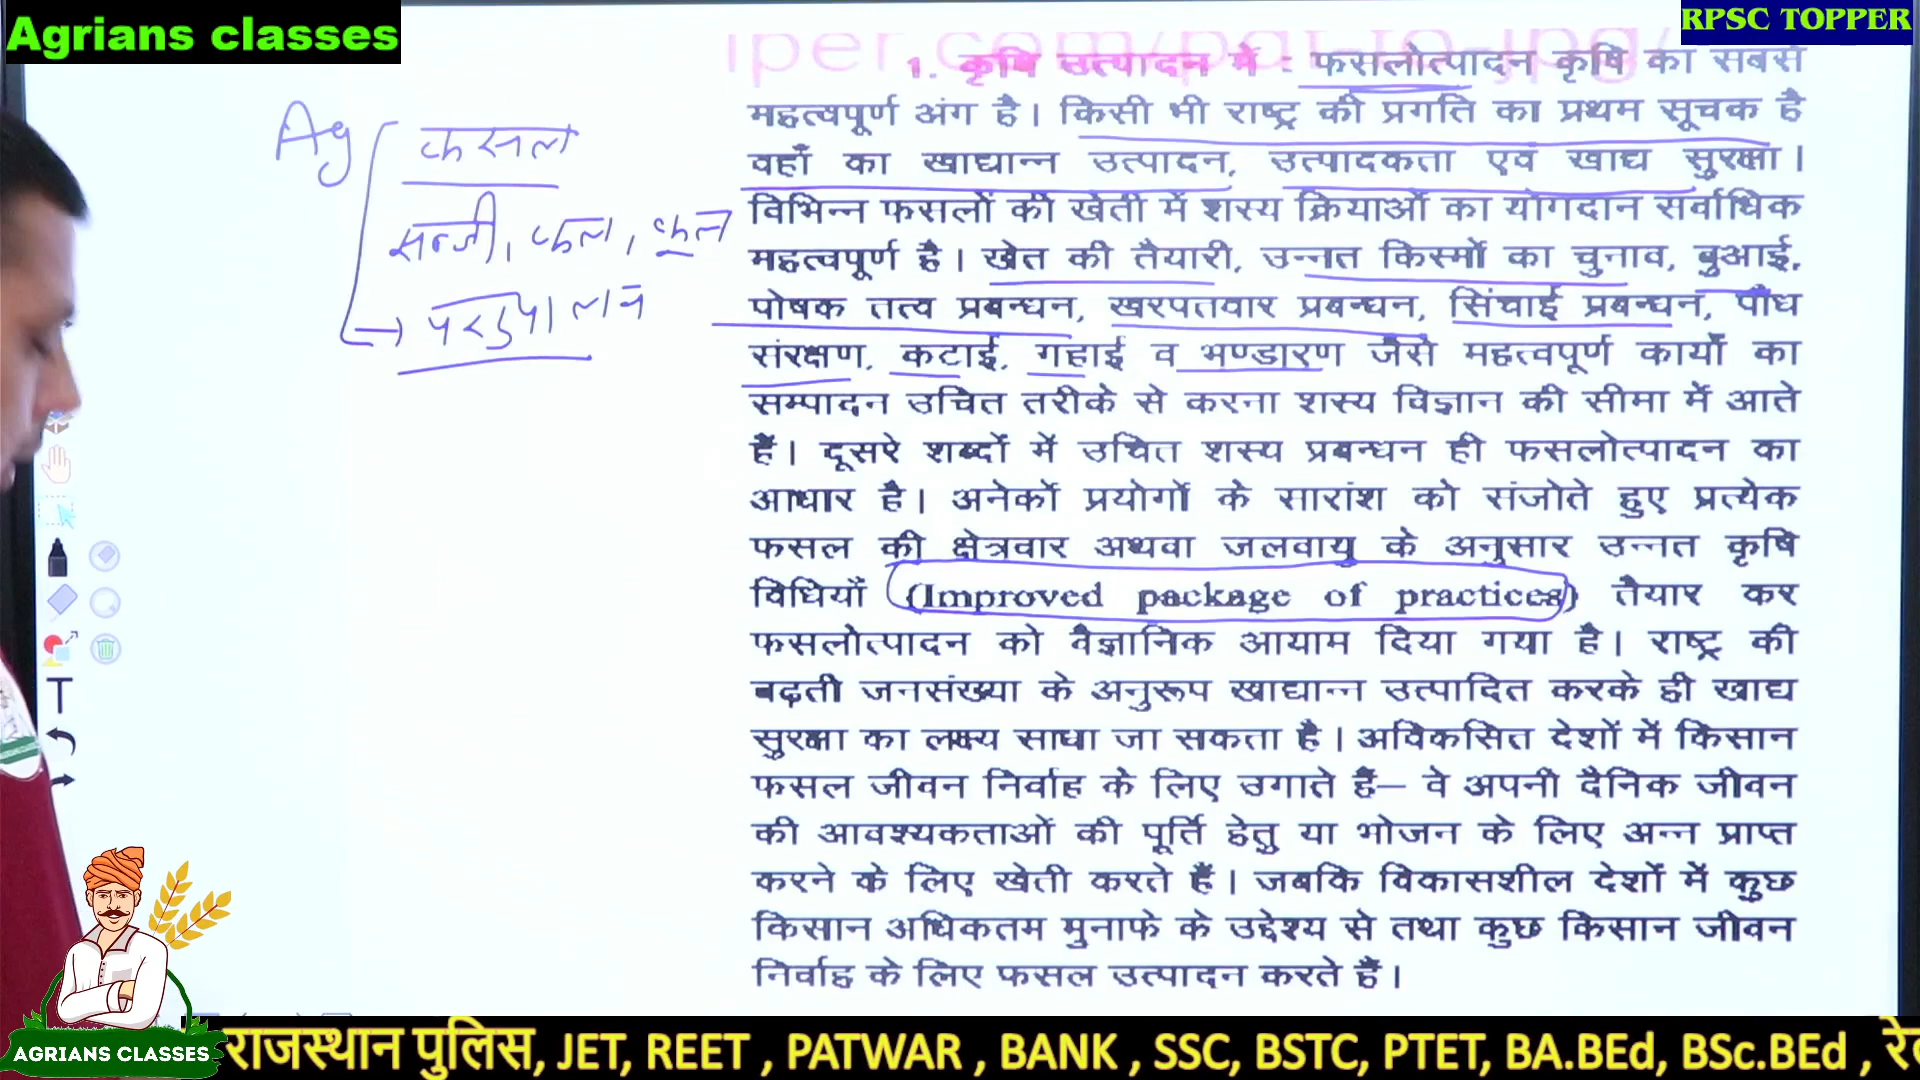 Agrians classes
RPSC TOPPER
1. कृषि उत्पादन में : फसलोत्पादन कृषि का सबसे
महत्वपूर्ण अंग है। किसी भी राष्ट्र की प्रगति का प्रथम सूचक है
वहाँ का खाद्यान्न उत्पादन, उत्पादकता एवं खाद्य सुरक्षा।
विभिन्न फसलों की खेती में शस्य क्रियाओं का योगदान सर्वाधिक
महत्वपूर्ण है। खेत की तैयारी, उन्नत किस्मों का चुनाव, बुआई,
पोषक तत्व प्रबन्धन, खरपतवार प्रबन्धन, सिंचाई प्रबन्धन, पौध
संरक्षण, कटाई, गहाई व भण्डारण जैसे महत्वपूर्ण कार्यों का
सम्पादन उचित तरीके से करना शस्य विज्ञान की सीमा में आते
हैं। दूसरे शब्दों में उचित शस्य प्रबन्धन ही फसलोत्पादन का
आधार है। अनेकों प्रयोगों के सारांश को संजोते हुए प्रत्येक
फसल की क्षेत्रवार अथवा जलवायु के अनुसार उन्नत कृषि
विधियाँ (Improved package of practices) तैयार कर
फसलोत्पादन को वैज्ञानिक आयाम दिया गया है। राष्ट्र की
बढ़ती जनसंख्या के अनुरूप खाद्यान्न उत्पादित करके ही खाद्य
सुरक्षा का लक्ष्य साधा जा सकता है। अविकसित देशों में किसान
फसल जीवन निर्वाह के लिए उगाते हैं– वे अपनी दैनिक जीवन
की आवश्यकताओं की पूर्ति हेतु या भोजन के लिए अन्न प्राप्त
करने के लिए खेती करते हैं। जबकि विकासशील देशों में कुछ
किसान अधिकतम मुनाफे के उद्देश्य से तथा कुछ किसान जीवन
निर्वाह के लिए फसल उत्पादन करते हैं।
Ag
फसल
सब्जी, फल, फूल
→ पशुपालन
T
AGRIANS CLASSES
राजस्थान पुलिस, JET, REET , PATWAR , BANK , SSC, BSTC, PTET, BA.BEd, BSc.BEd ,